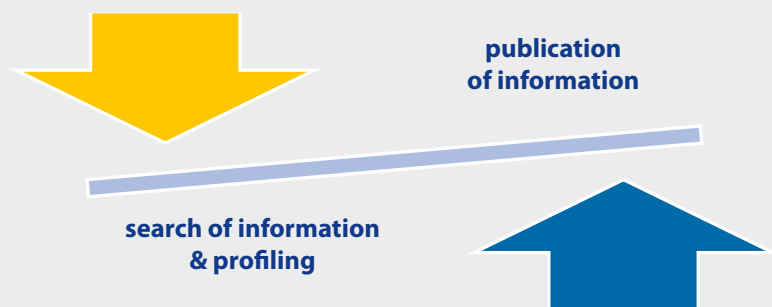 publication
of information
search of information
& profiling